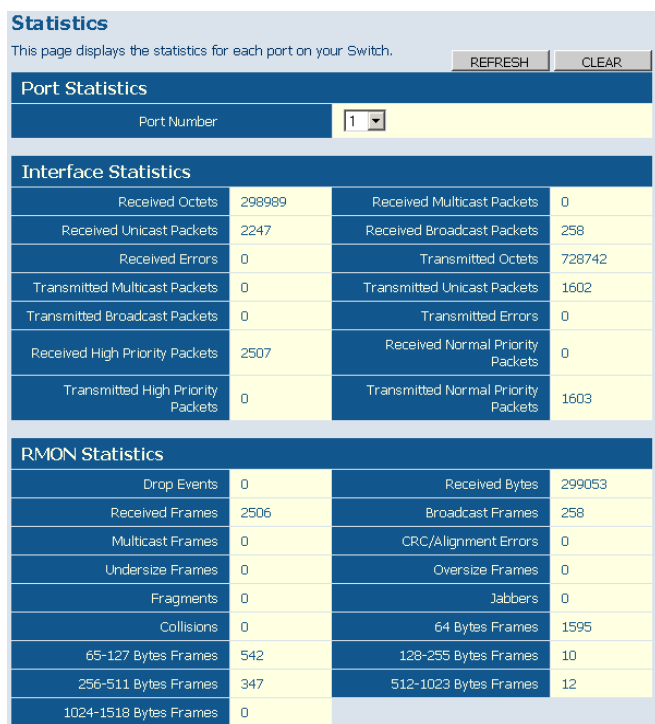 Statistics
This page displays the statistics for each port on your Switch.
REFRESH CLEAR
Port Statistics
Port Number 1
Interface Statistics
Received Octets 298989 Received Multicast Packets 0
Received Unicast Packets 2247 Received Broadcast Packets 258
Received Errors 0 Transmitted Octets 728742
Transmitted Multicast Packets 0 Transmitted Unicast Packets 1602
Transmitted Broadcast Packets 0 Transmitted Errors 0
Received High Priority Packets 2507 Received Normal Priority
Packets 0
Transmitted High Priority
Packets 0 Transmitted Normal Priority
Packets 1603
RMON Statistics
Drop Events 0 Received Bytes 299053
Received Frames 2506 Broadcast Frames 258
Multicast Frames 0 CRC/Alignment Errors 0
Undersize Frames 0 Oversize Frames 0
Fragments 0 Jabbers 0
Collisions 0 64 Bytes Frames 1595
65-127 Bytes Frames 542 128-255 Bytes Frames 10
256-511 Bytes Frames 347 512-1023 Bytes Frames 12
1024-1518 Bytes Frames 0